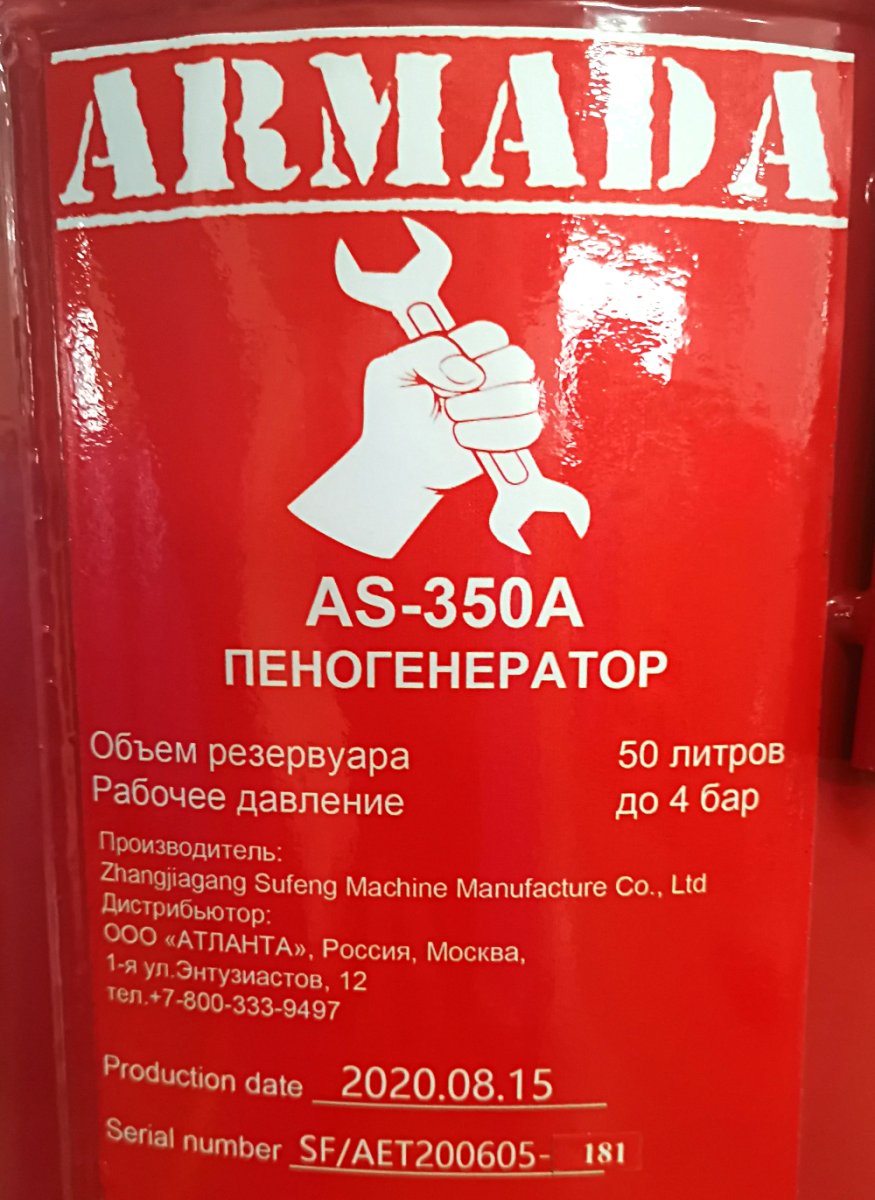 ARMADA
AS-350A
ПЕНОГЕНЕРАТОР
Объем резервуара 50 литров
Рабочее давление до 4 бар
Производитель:
Zhangjiagang Sufeng Machine Manufacture Co., Ltd
Дистрибьютор:
ООО «АТЛАНТА», Россия, Москва,
1-я ул.Энтузиастов, 12
тел.+7-800-333-9497
Production date 2020.08.15
Serial number SF/AET200605- 181